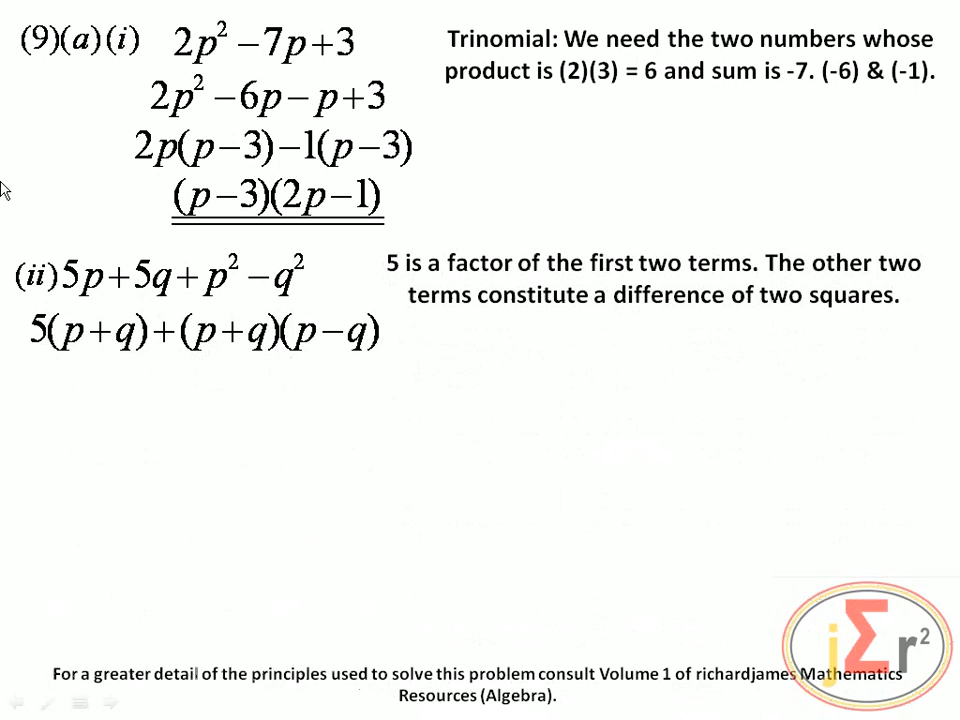 (9)(a)(i) 2p² −7p+3
Trinomial: We need the two numbers whose
product is (2)(3) = 6 and sum is -7. (-6) & (-1).
2p² −6p− p+3
2p(p−3)−1(p−3)
(p−3)(2p−1)
(ii) 5p+5q+ p² −q²
5 is a factor of the first two terms. The other two
terms constitute a difference of two squares.
5(p+q)+(p+q)(p−q)
jΣr²
For a greater detail of the principles used to solve this problem consult Volume 1 of richardjames Mathematics
Resources (Algebra).